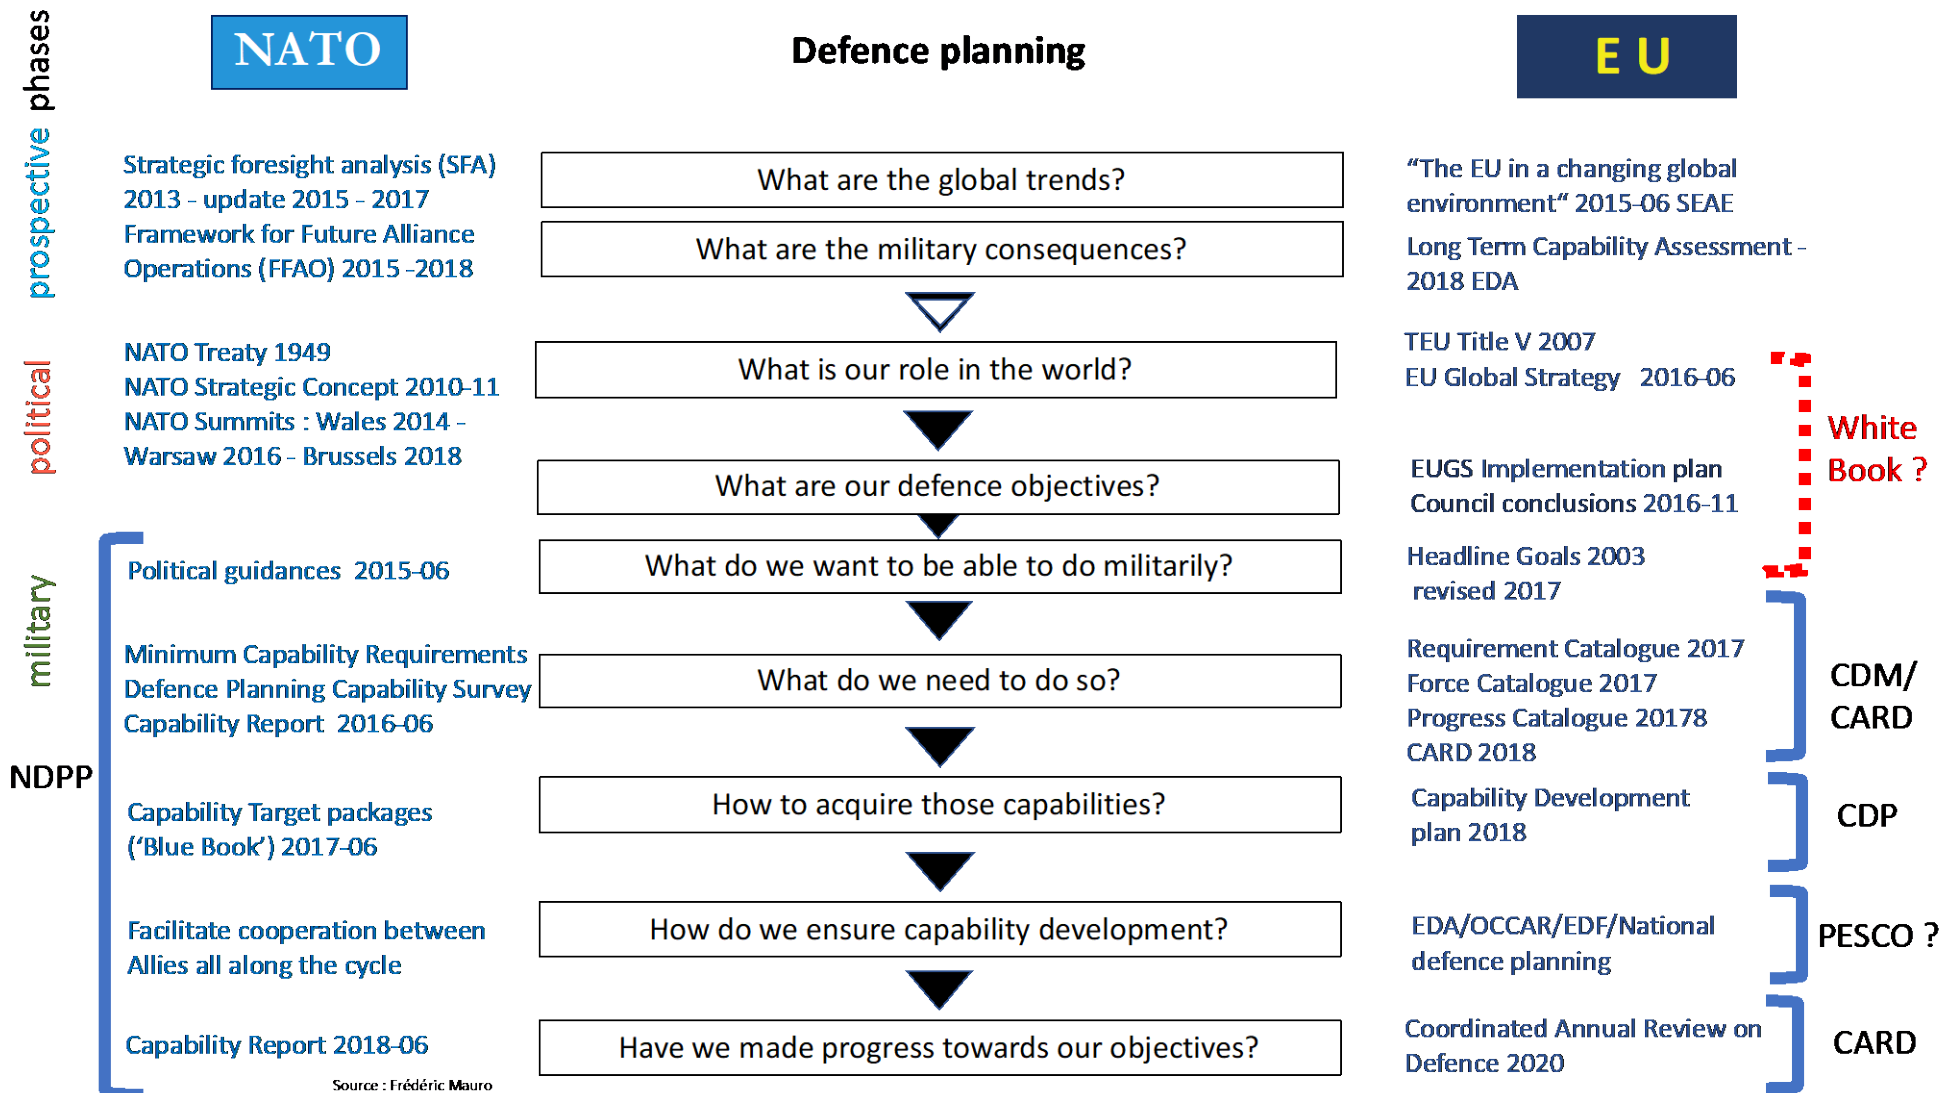 phases
NATO
Defence planning
E U
prospective
Strategic foresight analysis (SFA)
2013 - update 2015 - 2017
Framework for Future Alliance
Operations (FFAO) 2015 -2018
What are the global trends?
What are the military consequences?
“The EU in a changing global
environment“ 2015-06 SEAE
Long Term Capability Assessment -
2018 EDA
political
NATO Treaty 1949
NATO Strategic Concept 2010-11
NATO Summits : Wales 2014 -
Warsaw 2016 - Brussels 2018
What is our role in the world?
What are our defence objectives?
TEU Title V 2007
EU Global Strategy 2016-06
EUGS Implementation plan
Council conclusions 2016-11
White
Book ?
military
NDPP
Political guidances 2015-06
What do we want to be able to do militarily?
Headline Goals 2003
revised 2017
Minimum Capability Requirements
Defence Planning Capability Survey
Capability Report 2016-06
What do we need to do so?
Requirement Catalogue 2017
Force Catalogue 2017
Progress Catalogue 20178
CARD 2018
CDM/
CARD
Capability Target packages
(‘Blue Book’) 2017-06
How to acquire those capabilities?
Capability Development
plan 2018
CDP
Facilitate cooperation between
Allies all along the cycle
How do we ensure capability development?
EDA/OCCAR/EDF/National
defence planning
PESCO ?
Capability Report 2018-06
Have we made progress towards our objectives?
Coordinated Annual Review on
Defence 2020
CARD
Source : Frédéric Mauro